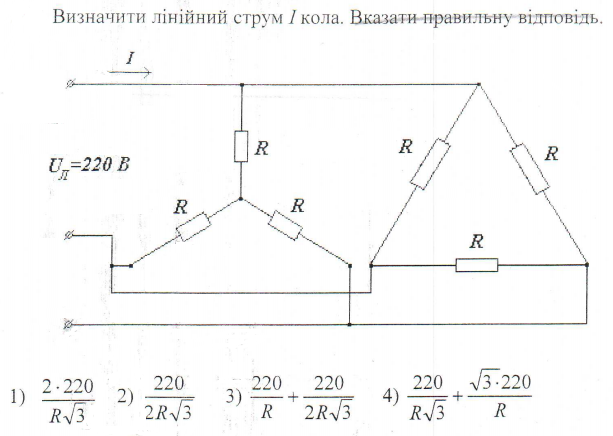 Визначити лінійний струм I кола. Вказати правильну відповідь.
I
R
R
R
U_Л=220 В
R
R
R
1) \frac{2·220}{R\sqrt{3}} 2) \frac{220}{2R\sqrt{3}} 3) \frac{220}{R} + \frac{220}{2R\sqrt{3}} 4) \frac{220}{R\sqrt{3}} + \frac{\sqrt{3}·220}{R}